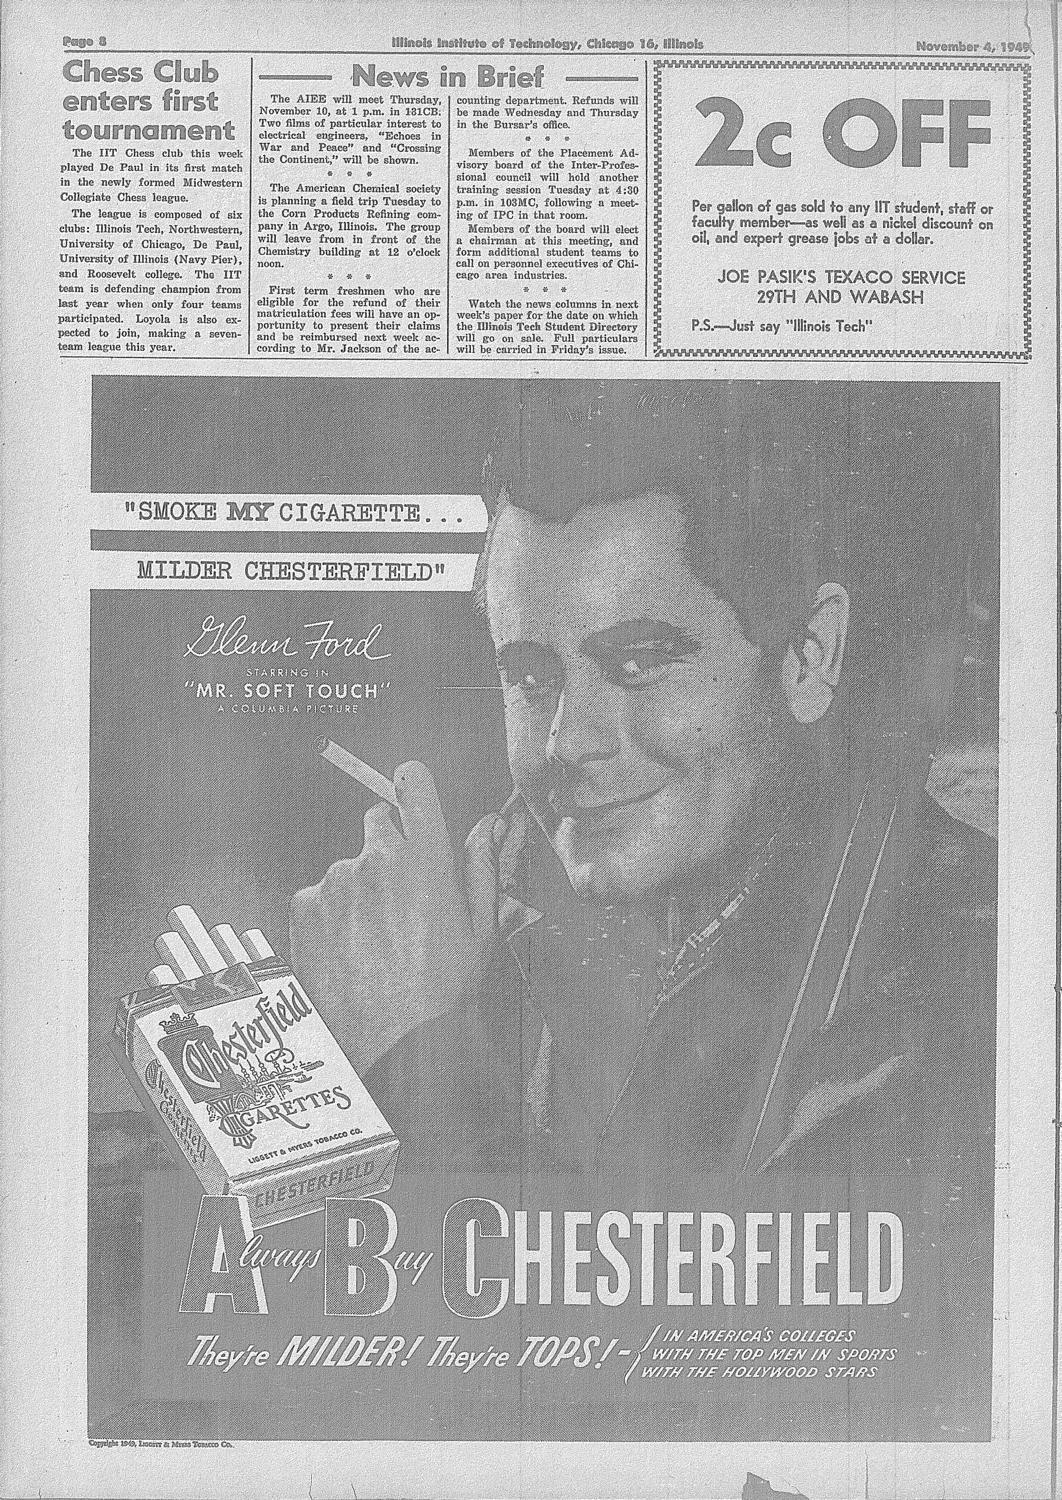 Page 8
Illinois Institute of Technology, Chicago 16, Illinois
November 4, 1949
Chess Club
enters first
tournament
The IIT Chess club this week
played De Paul in its first match
in the newly formed Midwestern
Collegiate Chess league.
The league is composed of six
clubs: Illinois Tech, Northwestern,
University of Chicago, De Paul,
University of Illinois (Navy Pier),
and Roosevelt college. The IIT
team is defending champion from
last year when only four teams
participated. Loyola is also ex-
pected to join, making a seven-
team league this year.
News in Brief
The AIEE will meet Thursday,
November 10, at 1 p.m. in 131CB.
Two films of particular interest to
electrical engineers, "Echoes in
War and Peace" and "Crossing
the Continent," will be shown.
* * *
The American Chemical society
is planning a field trip Tuesday to
the Corn Products Refining com-
pany in Argo, Illinois. The group
will leave from in front of the
Chemistry building at 12 o'clock
noon.
* * *
First term freshmen who are
eligible for the refund of their
matriculation fees will have an op-
portunity to present their claims
and be reimbursed next week ac-
cording to Mr. Jackson of the ac-
counting department. Refunds will
be made Wednesday and Thursday
in the Bursar's office.
* * *
Members of the Placement Ad-
visory board of the Inter-Profes-
sional council will hold another
training session Tuesday at 4:30
p.m. in 103MC, following a meet-
ing of IPC in that room.
Members of the board will elect
a chairman at this meeting, and
form additional student teams to
call on personnel executives of Chi-
cago area industries.
* * *
Watch the news columns in next
week's paper for the date on which
the Illinois Tech Student Directory
will go on sale. Full particulars
will be carried in Friday's issue.
2c OFF
Per gallon of gas sold to any IIT student, staff or
faculty member—as well as a nickel discount on
oil, and expert grease jobs at a dollar.
JOE PASIK'S TEXACO SERVICE
29TH AND WABASH
P.S.—Just say "Illinois Tech"
"SMOKE MY CIGARETTE...
MILDER CHESTERFIELD"
Glenn Ford
STARRING IN
"MR. SOFT TOUCH"
A COLUMBIA PICTURE
Chesterfield
CIGARETTES
LIGGETT & MYERS TOBACCO CO.
Chesterfield
Cigarettes
CHESTERFIELD
Always Buy CHESTERFIELD
They're MILDER! They're TOPS!-
IN AMERICA'S COLLEGES
WITH THE TOP MEN IN SPORTS
WITH THE HOLLYWOOD STARS
Copyright 1949, Liggett & Myers Tobacco Co.